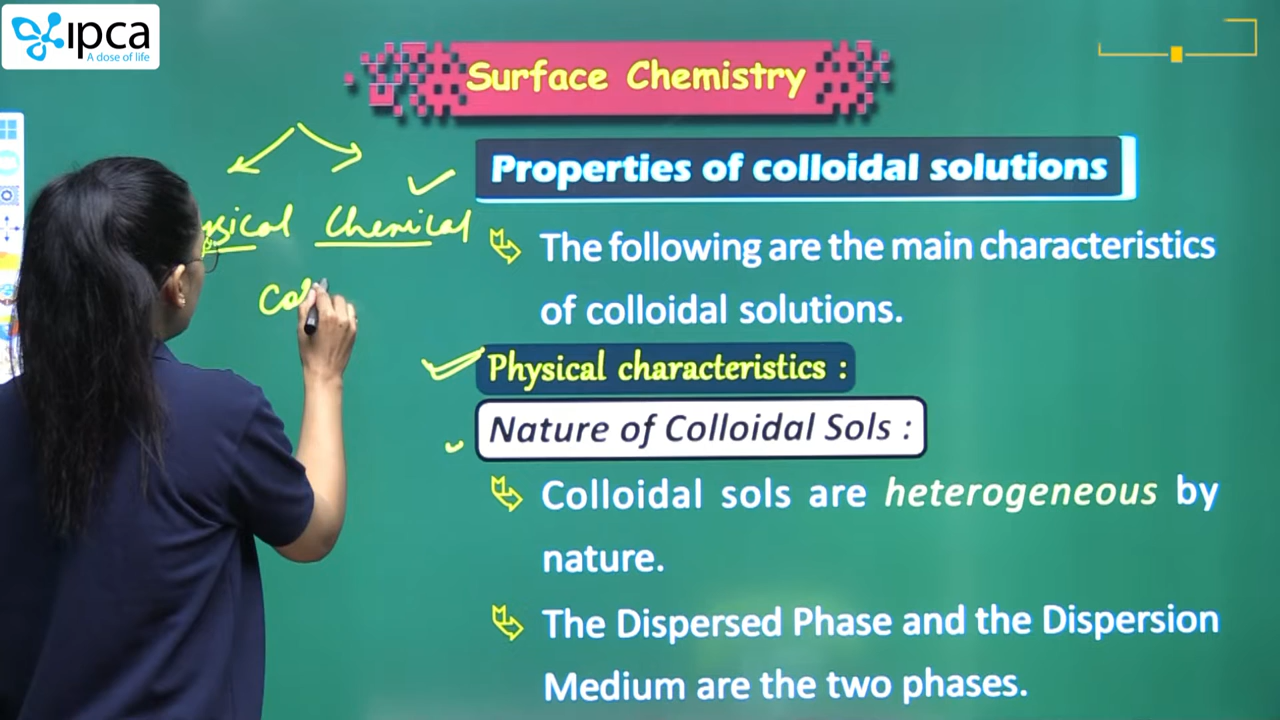 ipca
A dose of life
Surface Chemistry
Properties of colloidal solutions
Chemical
The following are the main characteristics
of colloidal solutions.
Physical characteristics :
Nature of Colloidal Sols :
Colloidal sols are heterogeneous by
nature.
The Dispersed Phase and the Dispersion
Medium are the two phases.